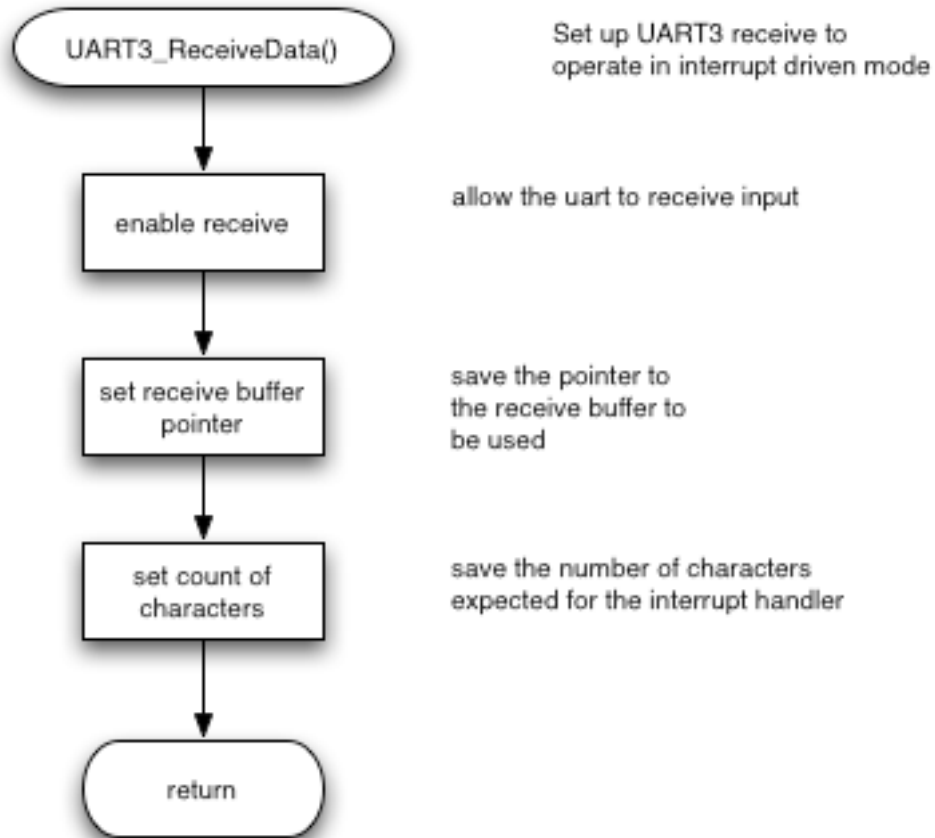 UART3_ReceiveData()
Set up UART3 receive to
operate in interrupt driven mode
enable receive
allow the uart to receive input
set receive buffer
pointer
save the pointer to
the receive buffer to
be used
set count of
characters
save the number of characters
expected for the interrupt handler
return